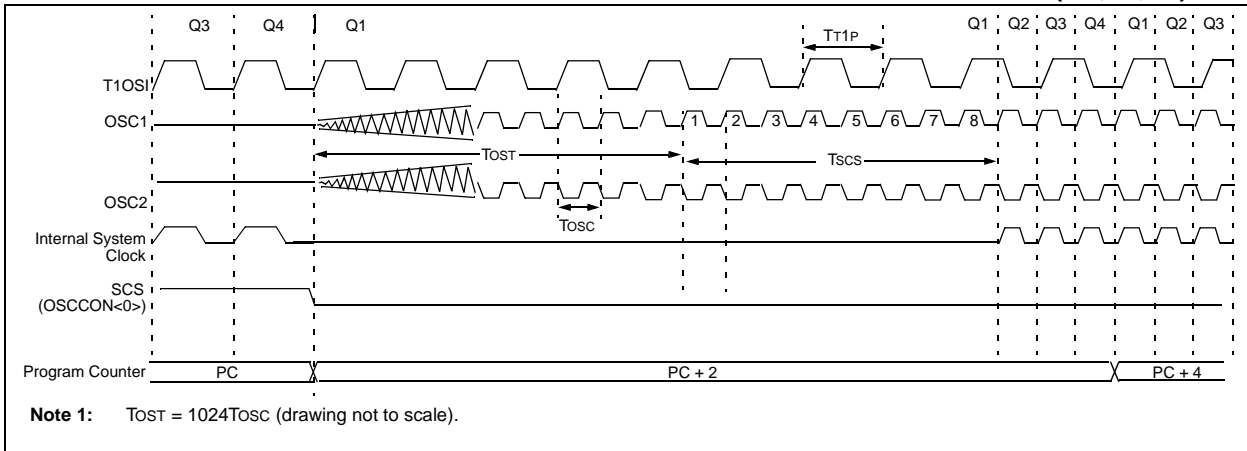 Q3 Q4 Q1 Q1 Q2 Q3 Q4 Q1 Q2 Q3
TT1P
T1OSI
OSC1
1 2 3 4 5 6 7 8
TOST
TSCS
OSC2
TOSC
Internal System
Clock
SCS
(OSCCON<0>)
Program Counter PC PC + 2 PC + 4
Note 1: TOST = 1024TOSC (drawing not to scale).